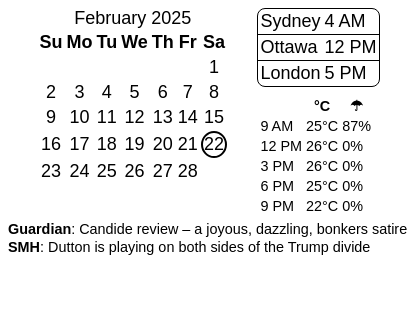 February 2025
Su Mo Tu We Th Fr Sa
1
2 3 4 5 6 7 8
9 10 11 12 13 14 15
16 17 18 19 20 21 22
23 24 25 26 27 28
Sydney 4 AM
Ottawa 12 PM
London 5 PM
°C ☂
9 AM 25°C 87%
12 PM 26°C 0%
3 PM 26°C 0%
6 PM 25°C 0%
9 PM 22°C 0%
Guardian: Candide review – a joyous, dazzling, bonkers satire
SMH: Dutton is playing on both sides of the Trump divide